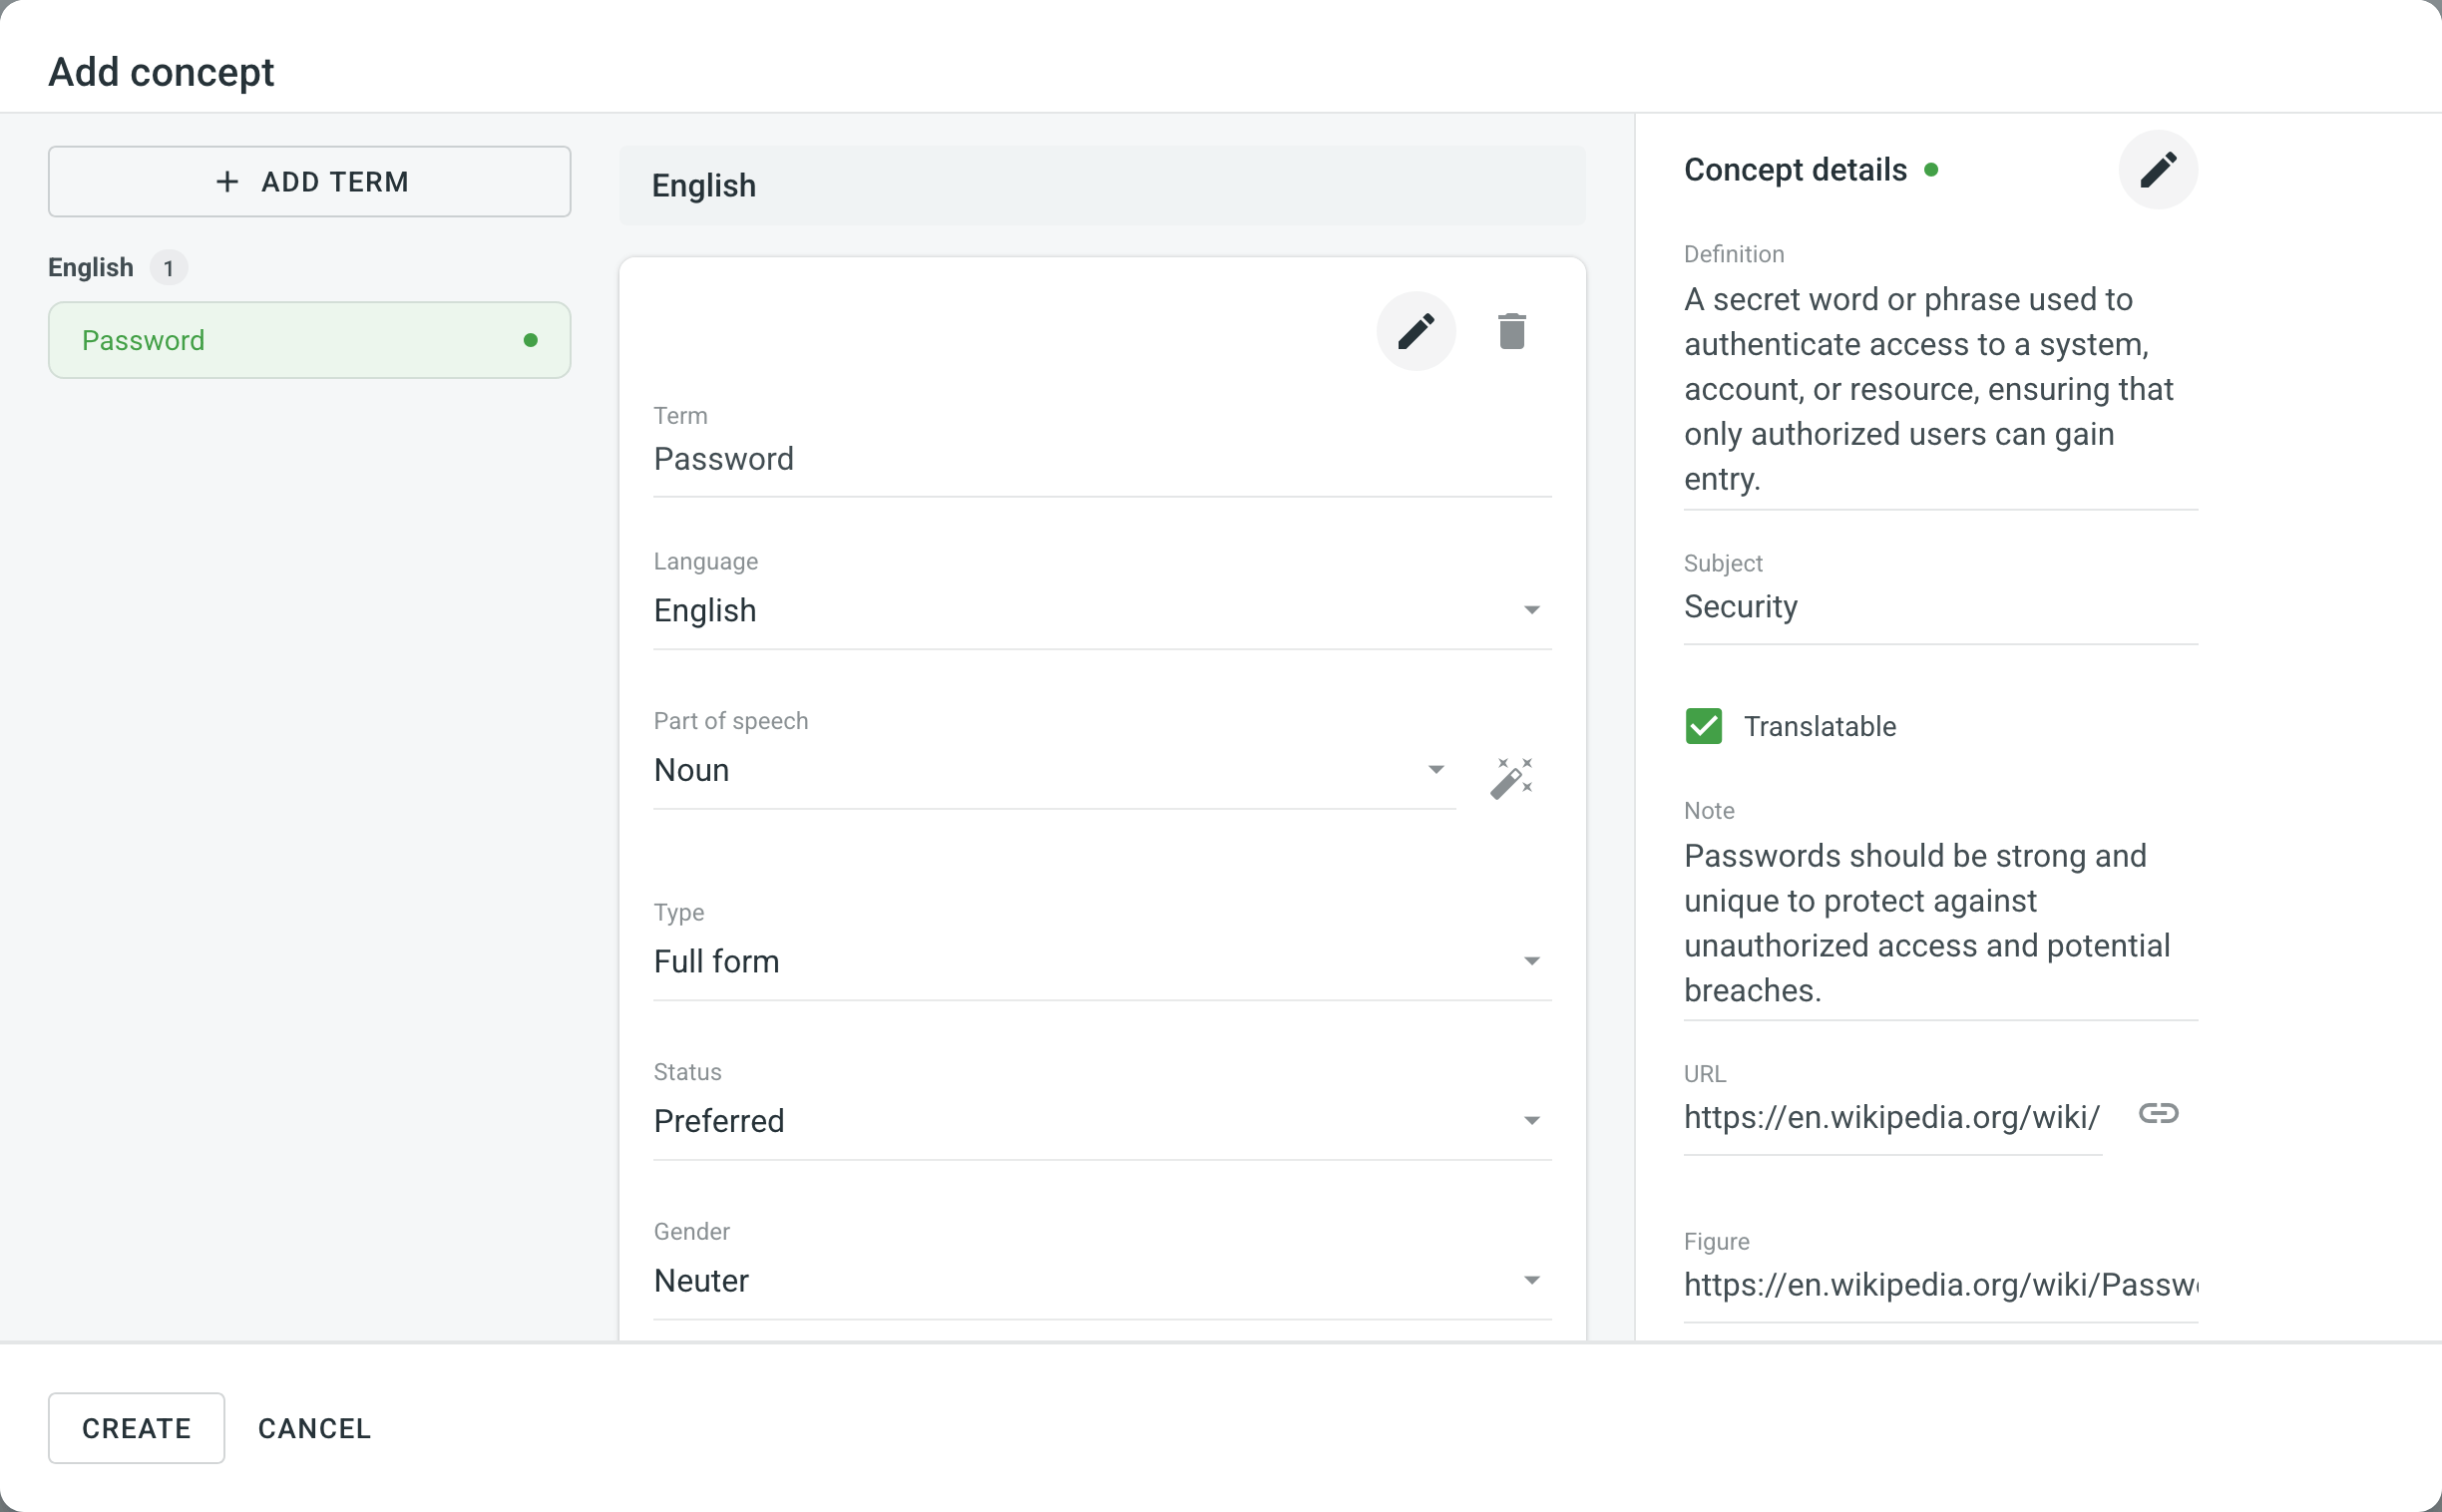 Add concept
+ ADD TERM
English 1
Password
English
Term
Password
Language
English
Part of speech
Noun
Type
Full form
Status
Preferred
Gender
Neuter
Concept details
Definition
A secret word or phrase used to
authenticate access to a system,
account, or resource, ensuring that
only authorized users can gain
entry.
Subject
Security
Translatable
Note
Passwords should be strong and
unique to protect against
unauthorized access and potential
breaches.
URL
https://en.wikipedia.org/wiki/
Figure
https://en.wikipedia.org/wiki/Passw
CREATE
CANCEL